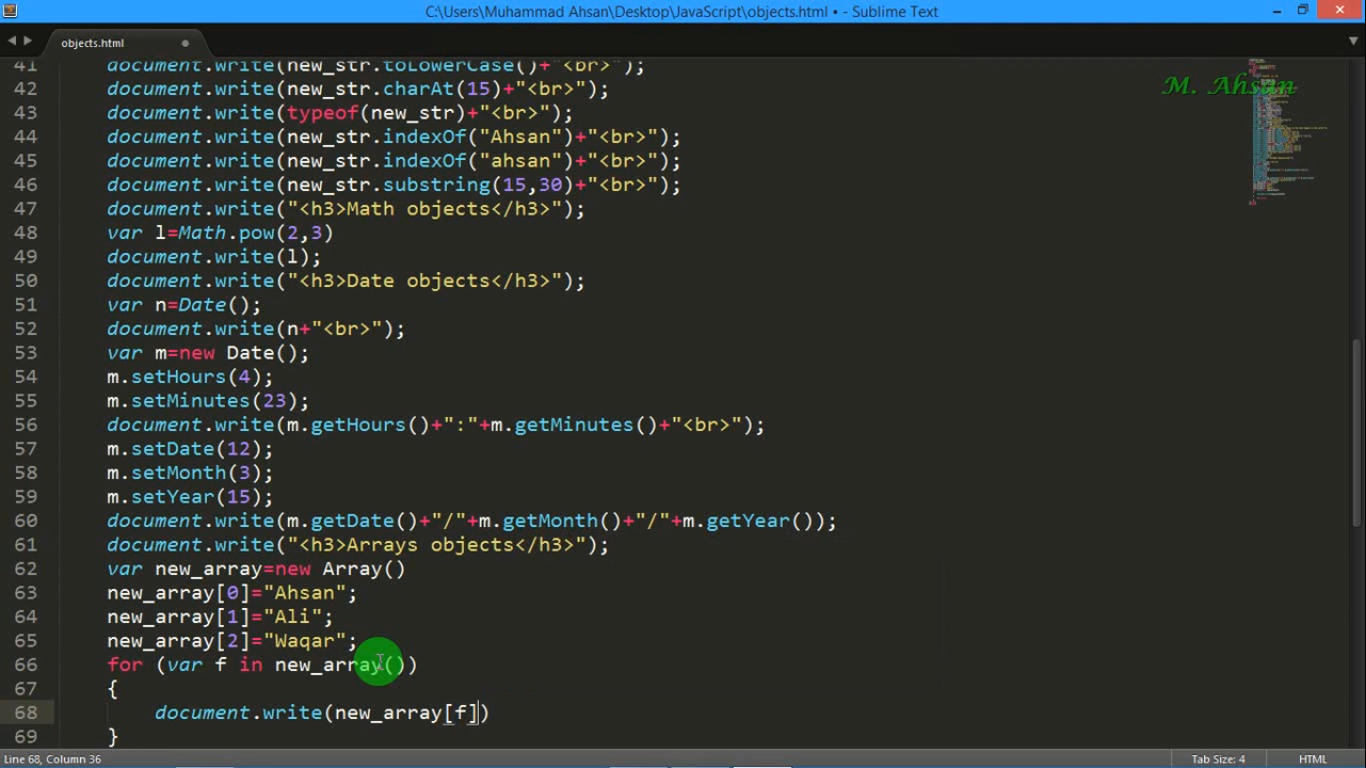 C:\Users\Muhammad Ahsan\Desktop\JavaScript\objects.html • - Sublime Text
objects.html
M. Ahsan
41 document.write(new_str.toLowerCase()+"<br>");
42 document.write(new_str.charAt(15)+"<br>");
43 document.write(typeof(new_str)+"<br>");
44 document.write(new_str.indexOf("Ahsan")+"<br>");
45 document.write(new_str.indexOf("ahsan")+"<br>");
46 document.write(new_str.substring(15,30)+"<br>");
47 document.write("<h3>Math objects</h3>");
48 var l=Math.pow(2,3)
49 document.write(l);
50 document.write("<h3>Date objects</h3>");
51 var n=Date();
52 document.write(n+"<br>");
53 var m=new Date();
54 m.setHours(4);
55 m.setMinutes(23);
56 document.write(m.getHours()+":"+m.getMinutes()+"<br>");
57 m.setDate(12);
58 m.setMonth(3);
59 m.setYear(15);
60 document.write(m.getDate()+"/"+m.getMonth()+"/"+m.getYear());
61 document.write("<h3>Arrays objects</h3>");
62 var new_array=new Array()
63 new_array[0]="Ahsan";
64 new_array[1]="Ali";
65 new_array[2]="Waqar";
66 for (var f in new_array())
67 {
68 document.write(new_array[f])
69 }
Line 68, Column 36
Tab Size: 4
HTML